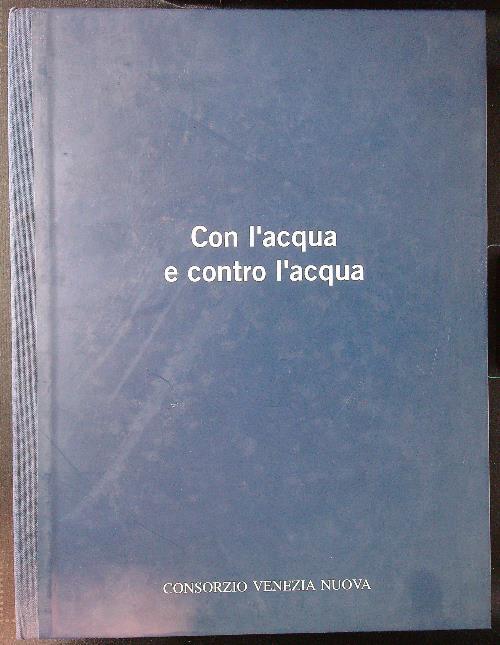 Con l'acqua
e contro l'acqua
CONSORZIO VENEZIA NUOVA